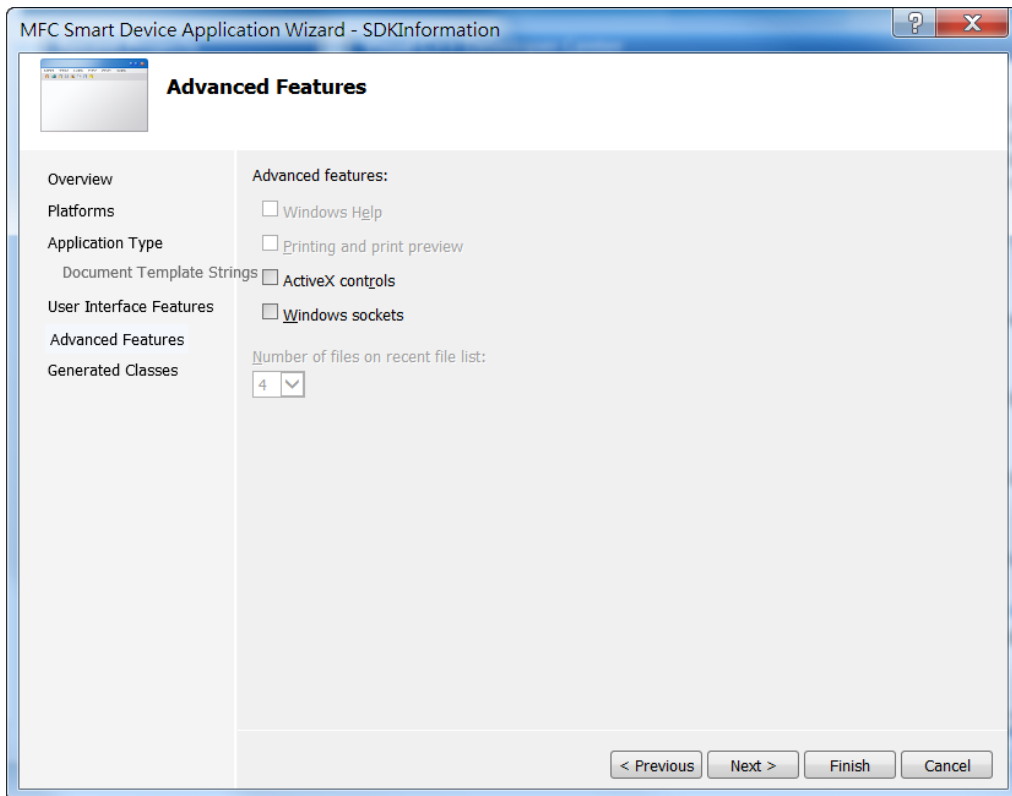 MFC Smart Device Application Wizard - SDKInformation
Advanced Features
Overview
Platforms
Application Type
Document Template Strings
User Interface Features
Advanced Features
Generated Classes
Advanced features:
Windows Help
Printing and print preview
ActiveX controls
Windows sockets
Number of files on recent file list:
4
< Previous
Next >
Finish
Cancel